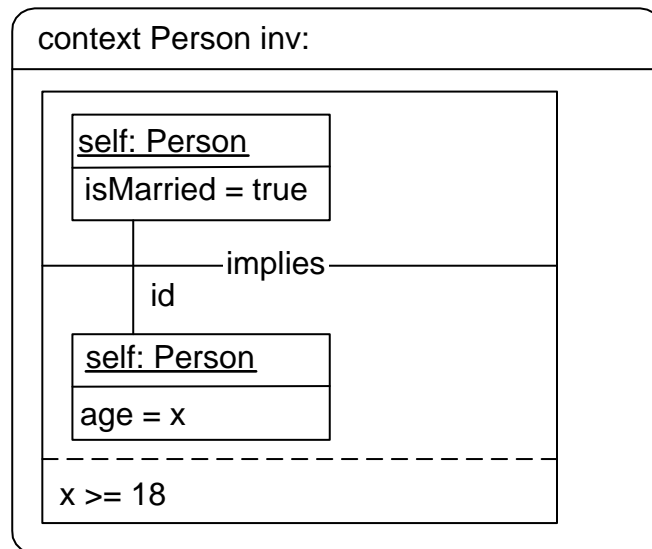 context Person inv:
self: Person
isMarried = true
implies
id
self: Person
age = x
x >= 18